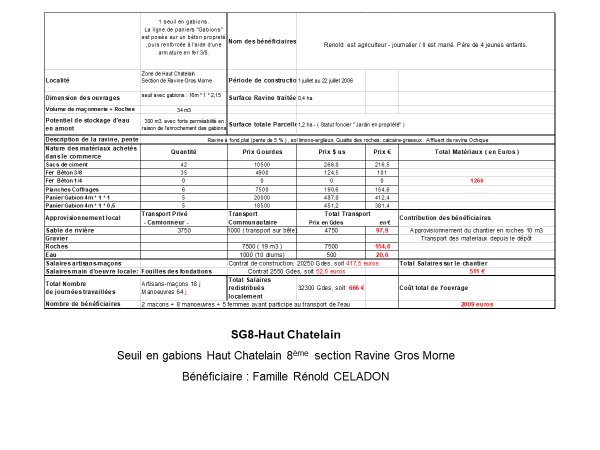 1 seuil en gabions.
La ligne de paniers "Gabions"
est posée sur un béton propreté
, puis renforcée à l'aide d'une
armature en fer 3/8.
Nom des bénéficiaires
Renold est agriculteur - journalier / Il est marié. Père de 4 jeunes enfants.
Localité
Zone de Haut Chatelain
Section de Ravine Gros Morne
Période de constructio 1 juillet au 22 juillet 2006
Dimension des ouvrages
seuil avec gabions : 16m * 1 * 2,15
Surface Ravine traitée 0,4 ha
Volume de maçonnerie + Roches 34 m3
Potentiel de stockage d'eau
en amont
300 m3, avec forte perméabilité en
raison de l'enrochement des gabions
Surface totale Parcelle 1,2 ha - ( Statut foncier " Jardin en propriété" )
Description de la ravine, pente
Ravine à fond plat (pente de 5 % ) , sol limono-argileux. Qualité des roches: calcaire-graseux . Affluent de ravine Ochique
Nature des matériaux achetés
dans le commerce
Quantité Prix Gourdes Prix $ us Prix € Total Matériaux ( en Euros )
Sacs de ciment 42 10500 266,8 216,5
Fer Béton 3/8 35 4900 124,5 101
Fer Béton 1/4 0 0 0 0 1266
Planches Coffrages 6 7500 190,6 154,6
Panier Gabion 4m * 1 * 1 5 20000 487,8 412,4
Panier Gabion 4m * 1 * 0,5 5 18500 451,2 381,4
Approvisionnement local
Transport Privé
- Camionneur -
Transport
Communautaire
Total Transport
Prix en Gdes en €
Contribution des bénéficiaires
Sable de rivière 3750 1000 ( transport sur bête) 4750 97,9 Approvisionnement du chantier en roches 10 m3
Gravier Transport des materiaux depuis le dépôt
Roches 7500 ( 19 m3 ) 7500 154,6
Eau 1000 (10 drums) 500 20,6
Salaires artisans/maçons Contrat de construction: 20250 Gdes, soit 417,5 euros Total Salaires sur le chantier
Salaires main d'oeuvre locale: Fouilles des fondations Contrat 2550 Gdes, soit 52,6 euros 511 €
Total Nombre
de journées travaillées
Artisans-maçons 18 j
Manoeuvres 64 j
Total Salaires
redistribués
localement
32300 Gdes, soit 666 €
Coût total de l'ouvrage
Nombre de bénéficiaires 2 maçons + 8 manoeuvres + 5 femmes ayant participe au transport de l'eau 2009 euros
SG8-Haut Chatelain
Seuil en gabions Haut Chatelain 8ème section Ravine Gros Morne
Bénéficiaire : Famille Rénold CELADON